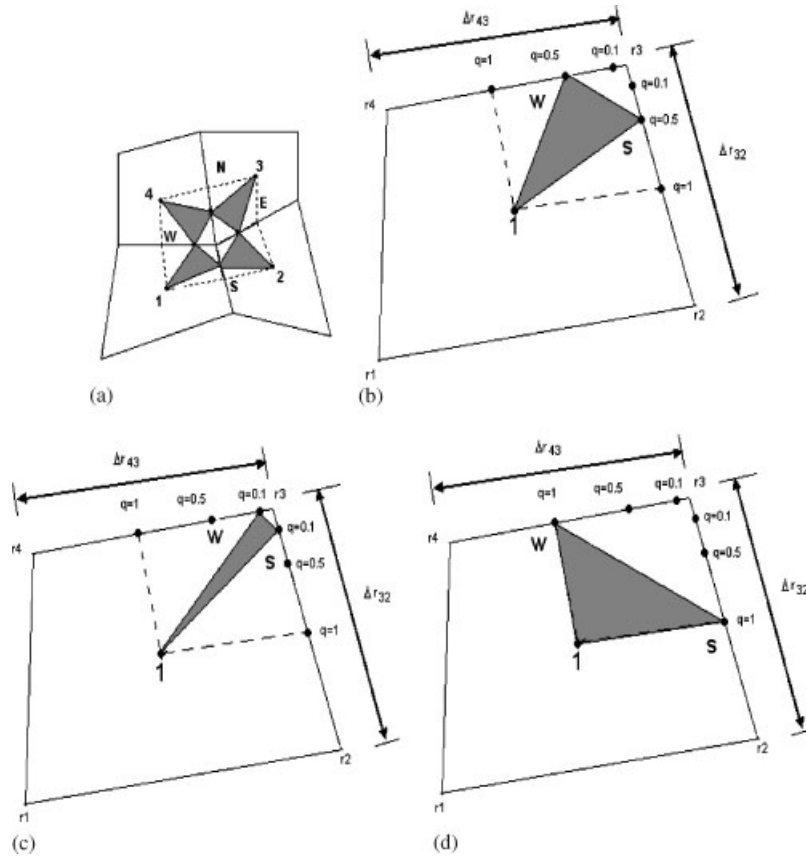 Δr43
q=1
q=0.5
q=0.1
r3
q=0.1
r4
W
q=0.5
S
Δr32
q=1
1
r2
r1
(b)
N
3
4
E
W
2
1
S
(a)
Δr43
q=1
q=0.5
q=0.1
r3
q=0.1
W
r4
S
q=0.5
Δr32
q=1
1
r2
r1
(c)
Δr43
q=1
q=0.5
q=0.1
r3
q=0.1
r4
W
q=0.5
Δr32
q=1
1
S
r2
r1
(d)